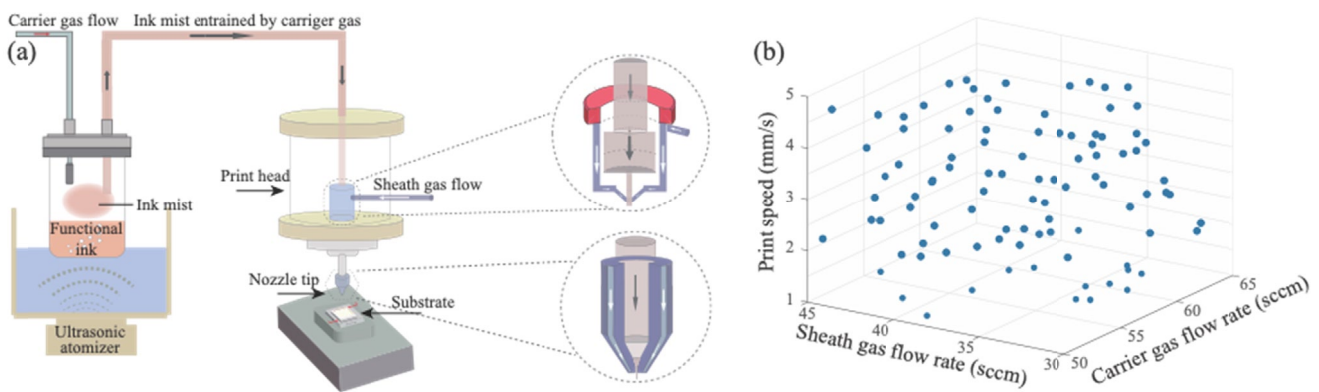 (a)
Carrier gas flow
Ink mist entrained by carriger gas
Print head
Sheath gas flow
Ink mist
Functional
ink
Nozzle tip
Substrate
Ultrasonic
atomizer
(b)
Print speed (mm/s)
5
4
3
2
1
45
40
35
30
Sheath gas flow rate (sccm)
50
55
60
65
Carrier gas flow rate (sccm)